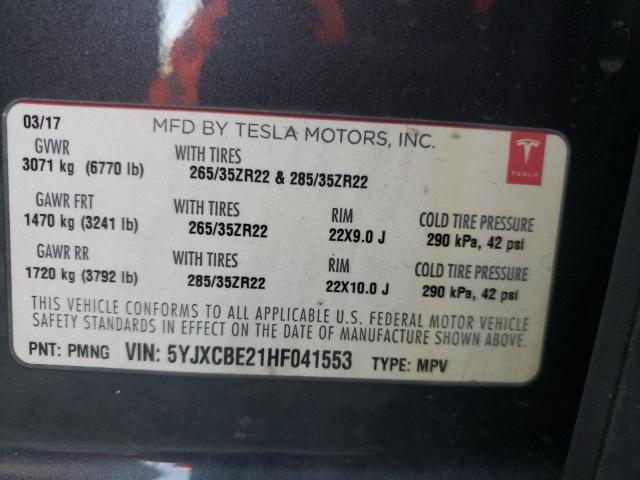 03/17 MFD BY TESLA MOTORS, INC.
GVWR WITH TIRES
3071 kg (6770 lb) 265/35ZR22 & 285/35ZR22
TESLA
GAWR FRT WITH TIRES RIM COLD TIRE PRESSURE
1470 kg (3241 lb) 265/35ZR22 22X9.0 J 290 kPa, 42 psi
GAWR RR WITH TIRES RIM COLD TIRE PRESSURE
1720 kg (3792 lb) 285/35ZR22 22X10.0 J 290 kPa, 42 psi
THIS VEHICLE CONFORMS TO ALL APPLICABLE U.S. FEDERAL MOTOR VEHICLE
SAFETY STANDARDS IN EFFECT ON THE DATE OF MANUFACTURE SHOWN ABOVE.
PNT: PMNG VIN: 5YJXCBE21HF041553 TYPE: MPV